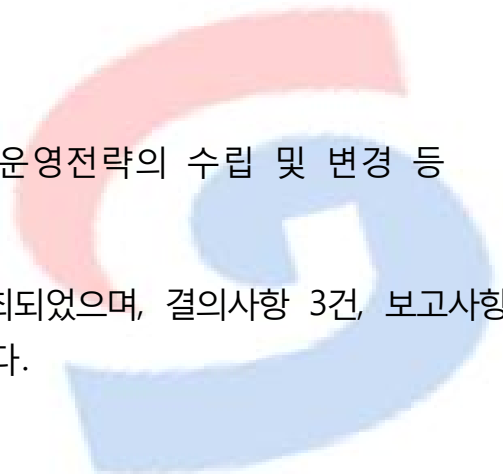 운영전략의 수립 및 변경 등
최되었으며, 결의사항 3건, 보고사항
다.